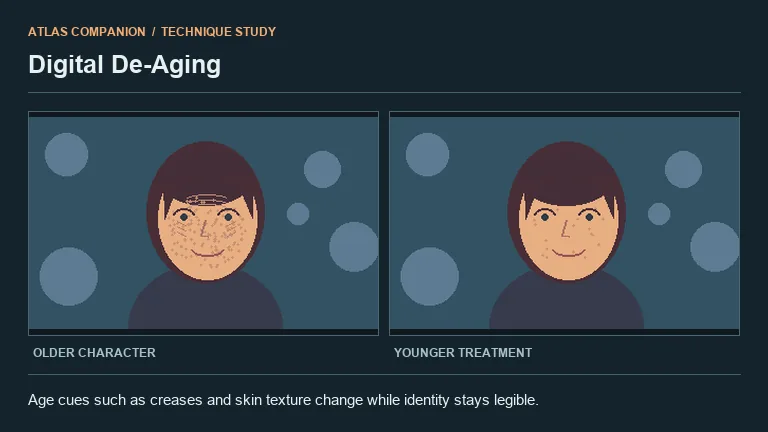 ATLAS COMPANION / TECHNIQUE STUDY
Digital De-Aging
OLDER CHARACTER
YOUNGER TREATMENT
Age cues such as creases and skin texture change while identity stays legible.